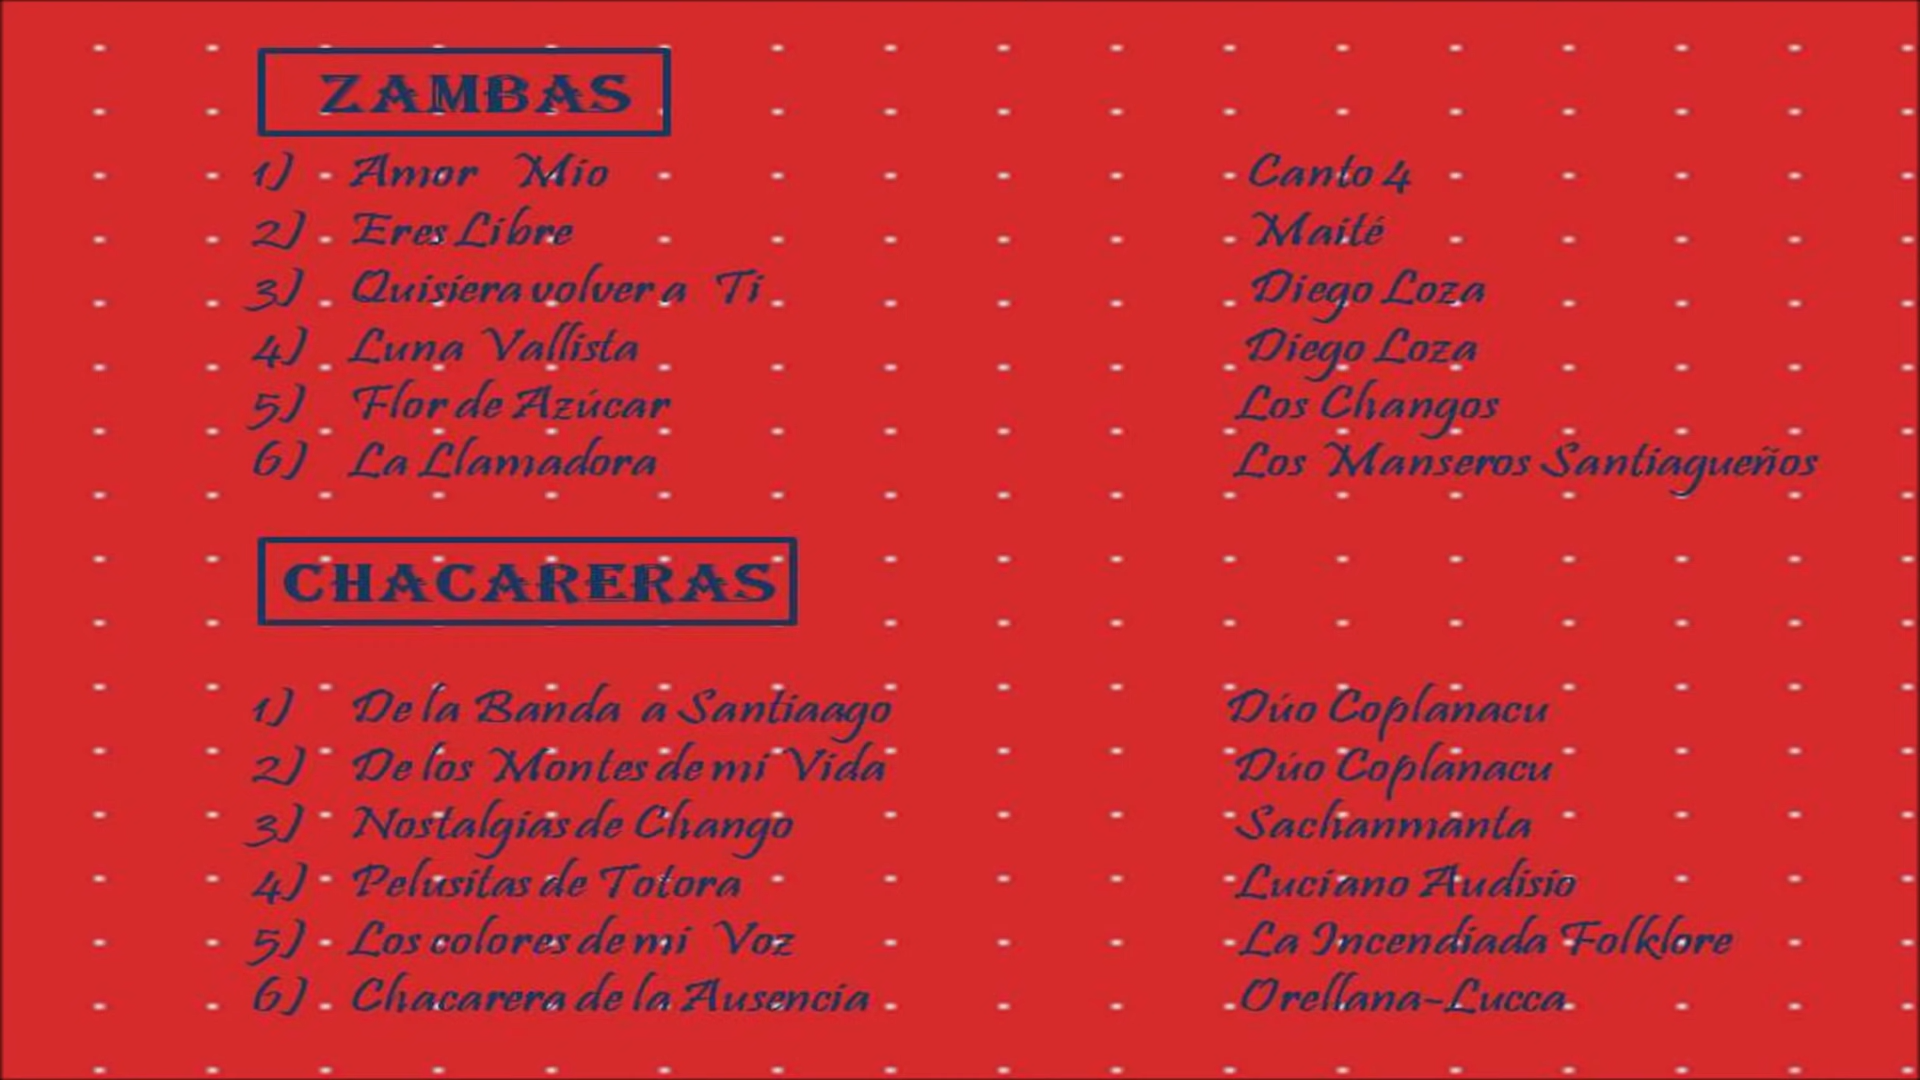 ZAMBAS
1) Amor Mío Canto 4
2) Eres Libre Maité
3) Quisiera volver a Ti Diego Loza
4) Luna Vallista Diego Loza
5) Flor de Azúcar Los Changos
6) La Llamadora Los Manseros Santiagueños
CHACARERAS
1) De la Banda a Santiaago Dúo Coplanacu
2) De los Montes de mi Vida Dúo Coplanacu
3) Nostalgias de Chango Sachanmanta
4) Pelusitas de Totora Luciano Audisio
5) Los colores de mi Voz La Incendiada Folklore
6) Chacarera de la Ausencia Orellana-Lucca